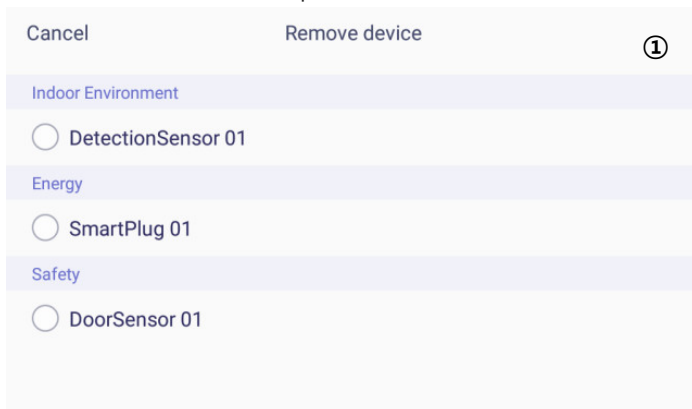 Cancel Remove device ①
Indoor Environment
DetectionSensor 01
Energy
SmartPlug 01
Safety
DoorSensor 01